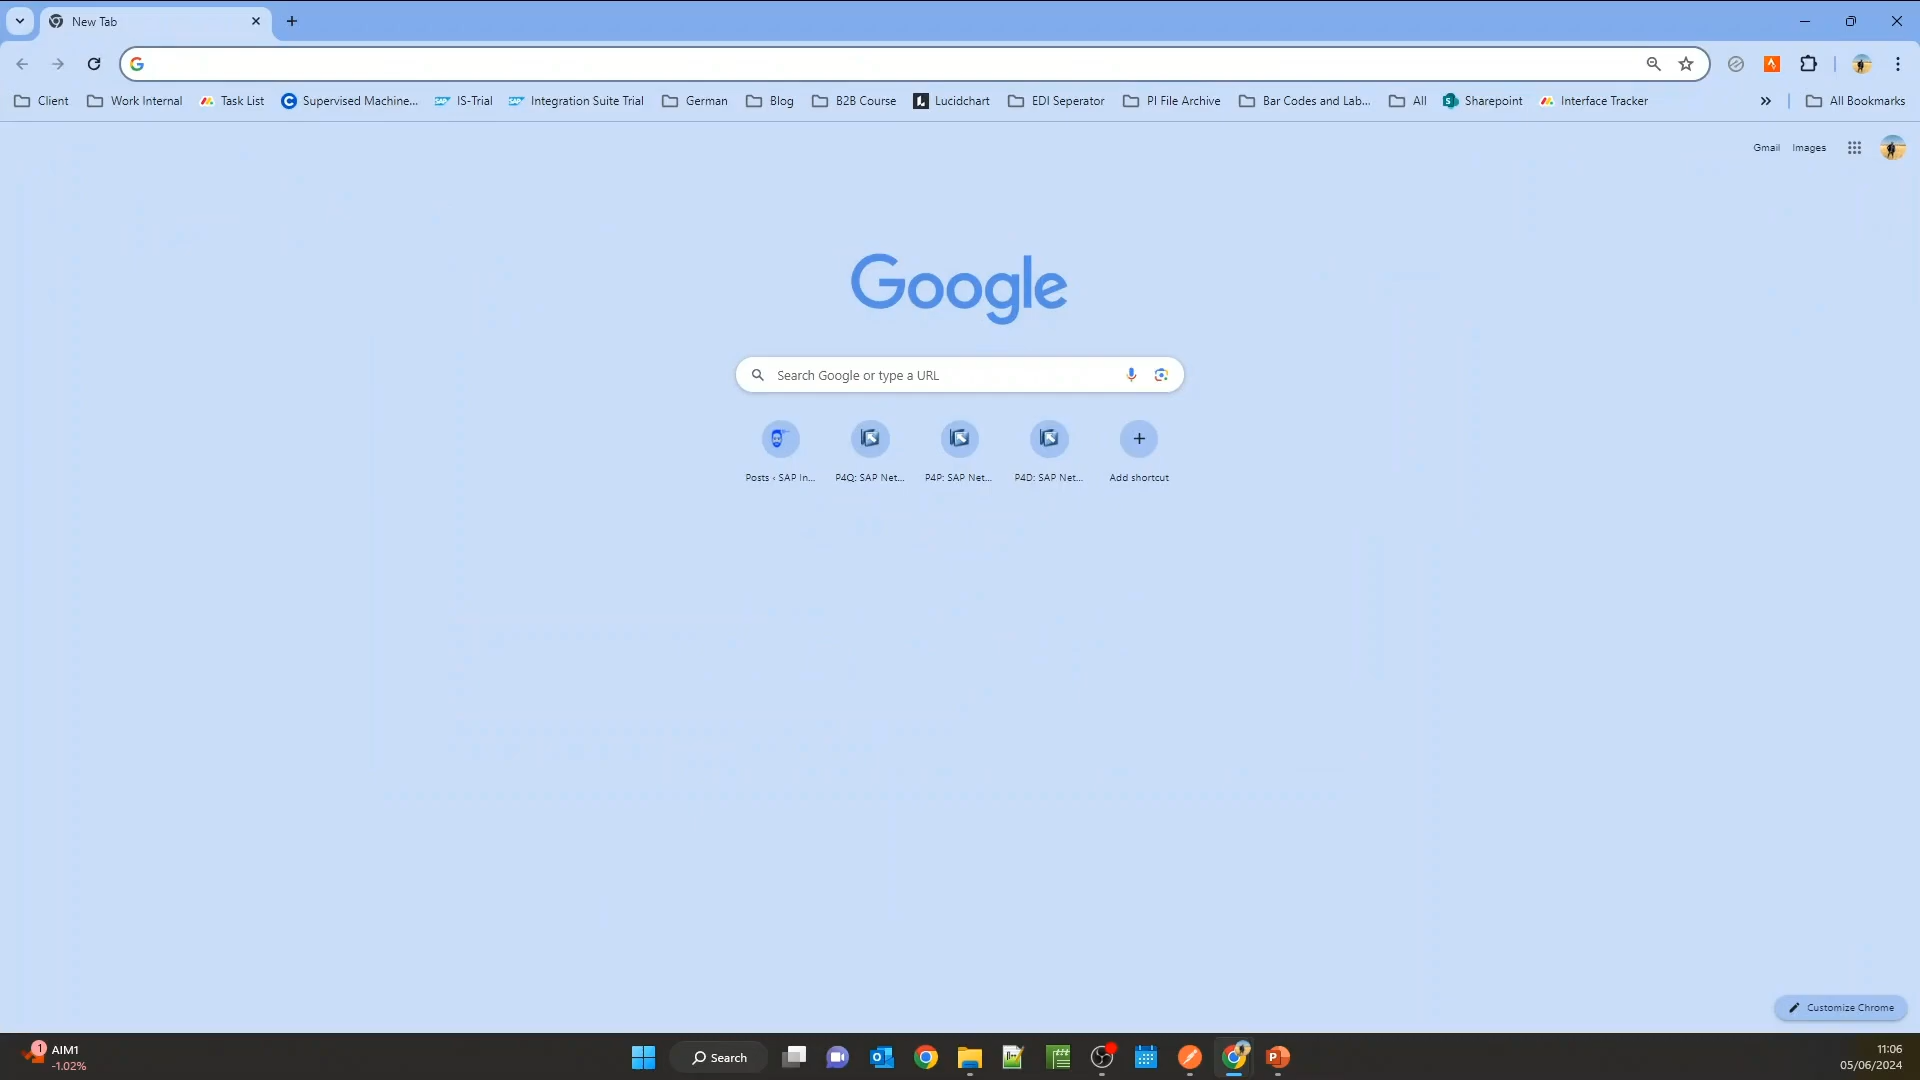 New Tab
Client
Work Internal
Task List
Supervised Machine...
IS-Trial
Integration Suite Trial
German
Blog
B2B Course
Lucidchart
EDI Seperator
PI File Archive
Bar Codes and Lab...
All
Sharepoint
Interface Tracker
All Bookmarks
Gmail
Images
Google
Search Google or type a URL
Posts ‹ SAP In...
P4Q: SAP Net...
P4P: SAP Net...
P4D: SAP Net...
Add shortcut
Customize Chrome
1
AIM1
-1.02%
Search
11:06
05/06/2024